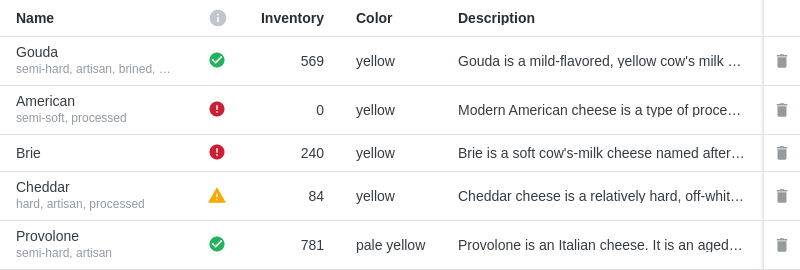 Name Inventory Color Description
Gouda 569 yellow Gouda is a mild-flavored, yellow cow's milk …
semi-hard, artisan, brined, …
American 0 yellow Modern American cheese is a type of proce…
semi-soft, processed
Brie 240 yellow Brie is a soft cow's-milk cheese named after…
Cheddar 84 yellow Cheddar cheese is a relatively hard, off-whit…
hard, artisan, processed
Provolone 781 pale yellow Provolone is an Italian cheese. It is an aged…
semi-hard, artisan